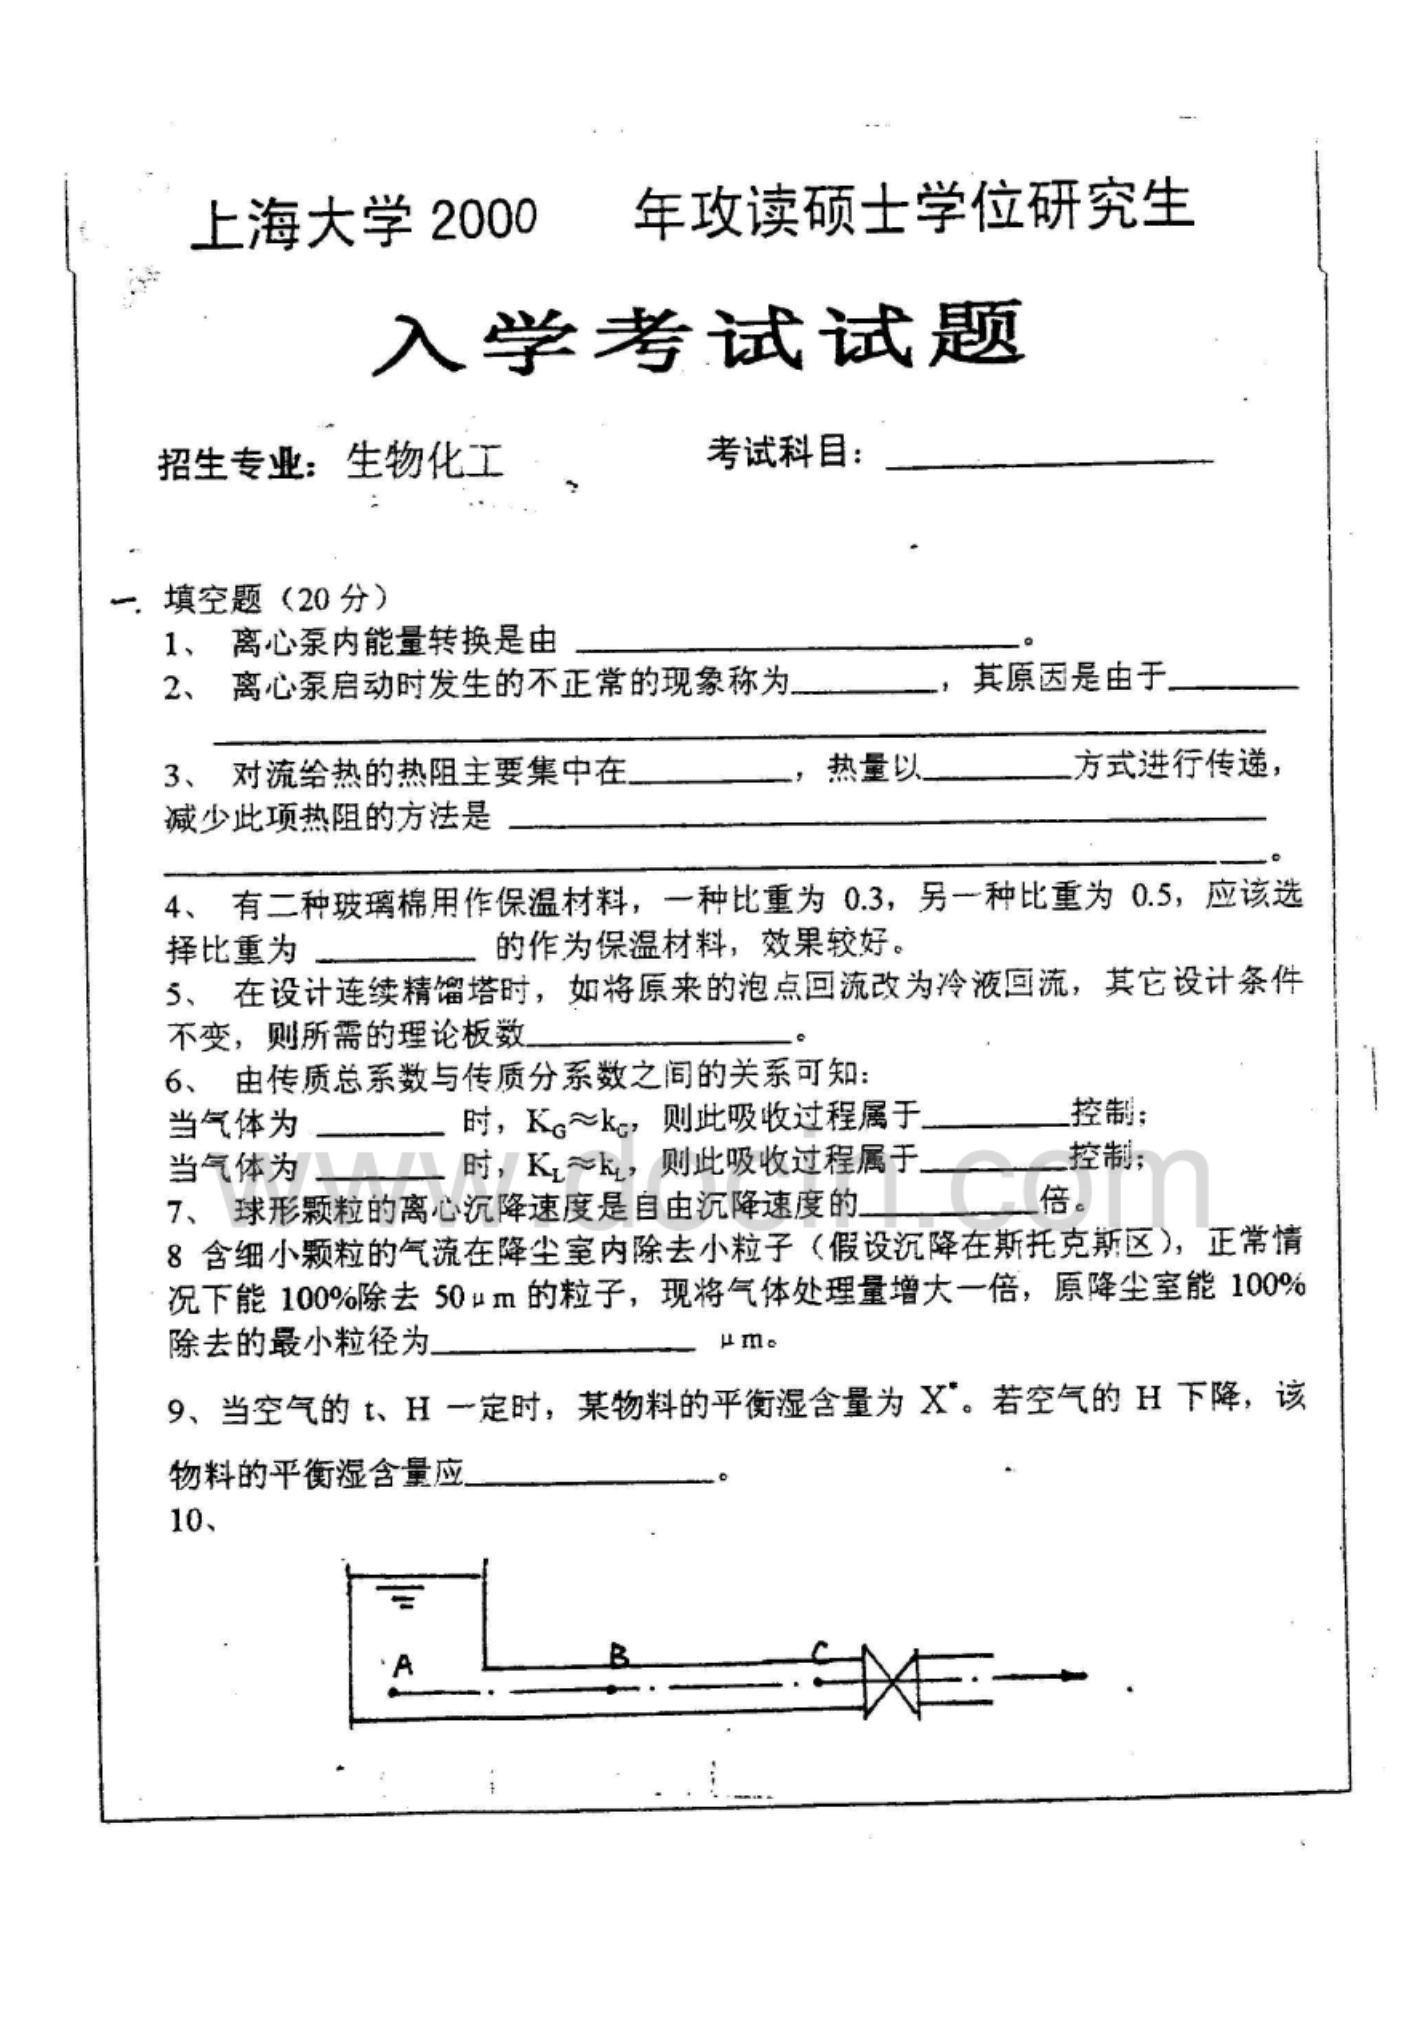 上海大学2000 年攻读硕士学位研究生
入学考试试题
招生专业：生物化工 考试科目：
一. 填空题（20分）
1、 离心泵内能量转换是由 。
2、 离心泵启动时发生的不正常的现象称为 ，其原因是由于
3、 对流给热的热阻主要集中在 ，热量以 方式进行传递，
减少此项热阻的方法是
。
4、 有二种玻璃棉用作保温材料，一种比重为 0.3，另一种比重为 0.5，应该选
择比重为 的作为保温材料，效果较好。
5、 在设计连续精馏塔时，如将原来的泡点回流改为冷液回流，其它设计条件
不变，则所需的理论板数 。
6、 由传质总系数与传质分系数之间的关系可知：
当气体为 时，KG≈kG，则此吸收过程属于 控制；
当气体为 时，KL≈kL，则此吸收过程属于 控制；
www.docin.com
7、 球形颗粒的离心沉降速度是自由沉降速度的 倍。
8 含细小颗粒的气流在降尘室内除去小粒子（假设沉降在斯托克斯区），正常情
况下能 100%除去 50μm 的粒子，现将气体处理量增大一倍，原降尘室能 100%
除去的最小粒径为 μm。
9、当空气的 t、H 一定时，某物料的平衡湿含量为 X*。若空气的 H 下降，该
物料的平衡湿含量应 。
10、
A B C